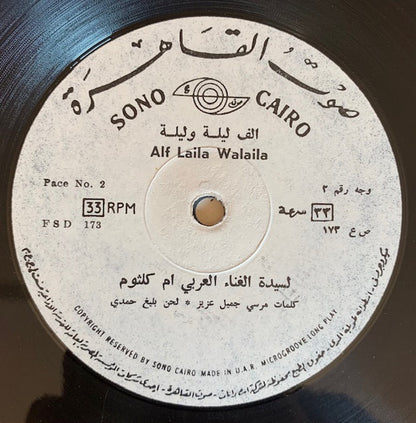 صوت القاهرة
SONO CAIRO
الف ليلة وليلة
Alf Laila Walaila
Pace No. 2
وجه رقم ٢
33 RPM
٣٣ سرعة
FSD 173
ص ع ١٧٣
لسيدة الغناء العربي ام كلثوم
كلمات مرسي جميل عزيز * لحن بليغ حمدي
COPYRIGHT RESERVED BY SONO CAIRO MADE IN U.A.R. MICROGROOVE LONG PLAY